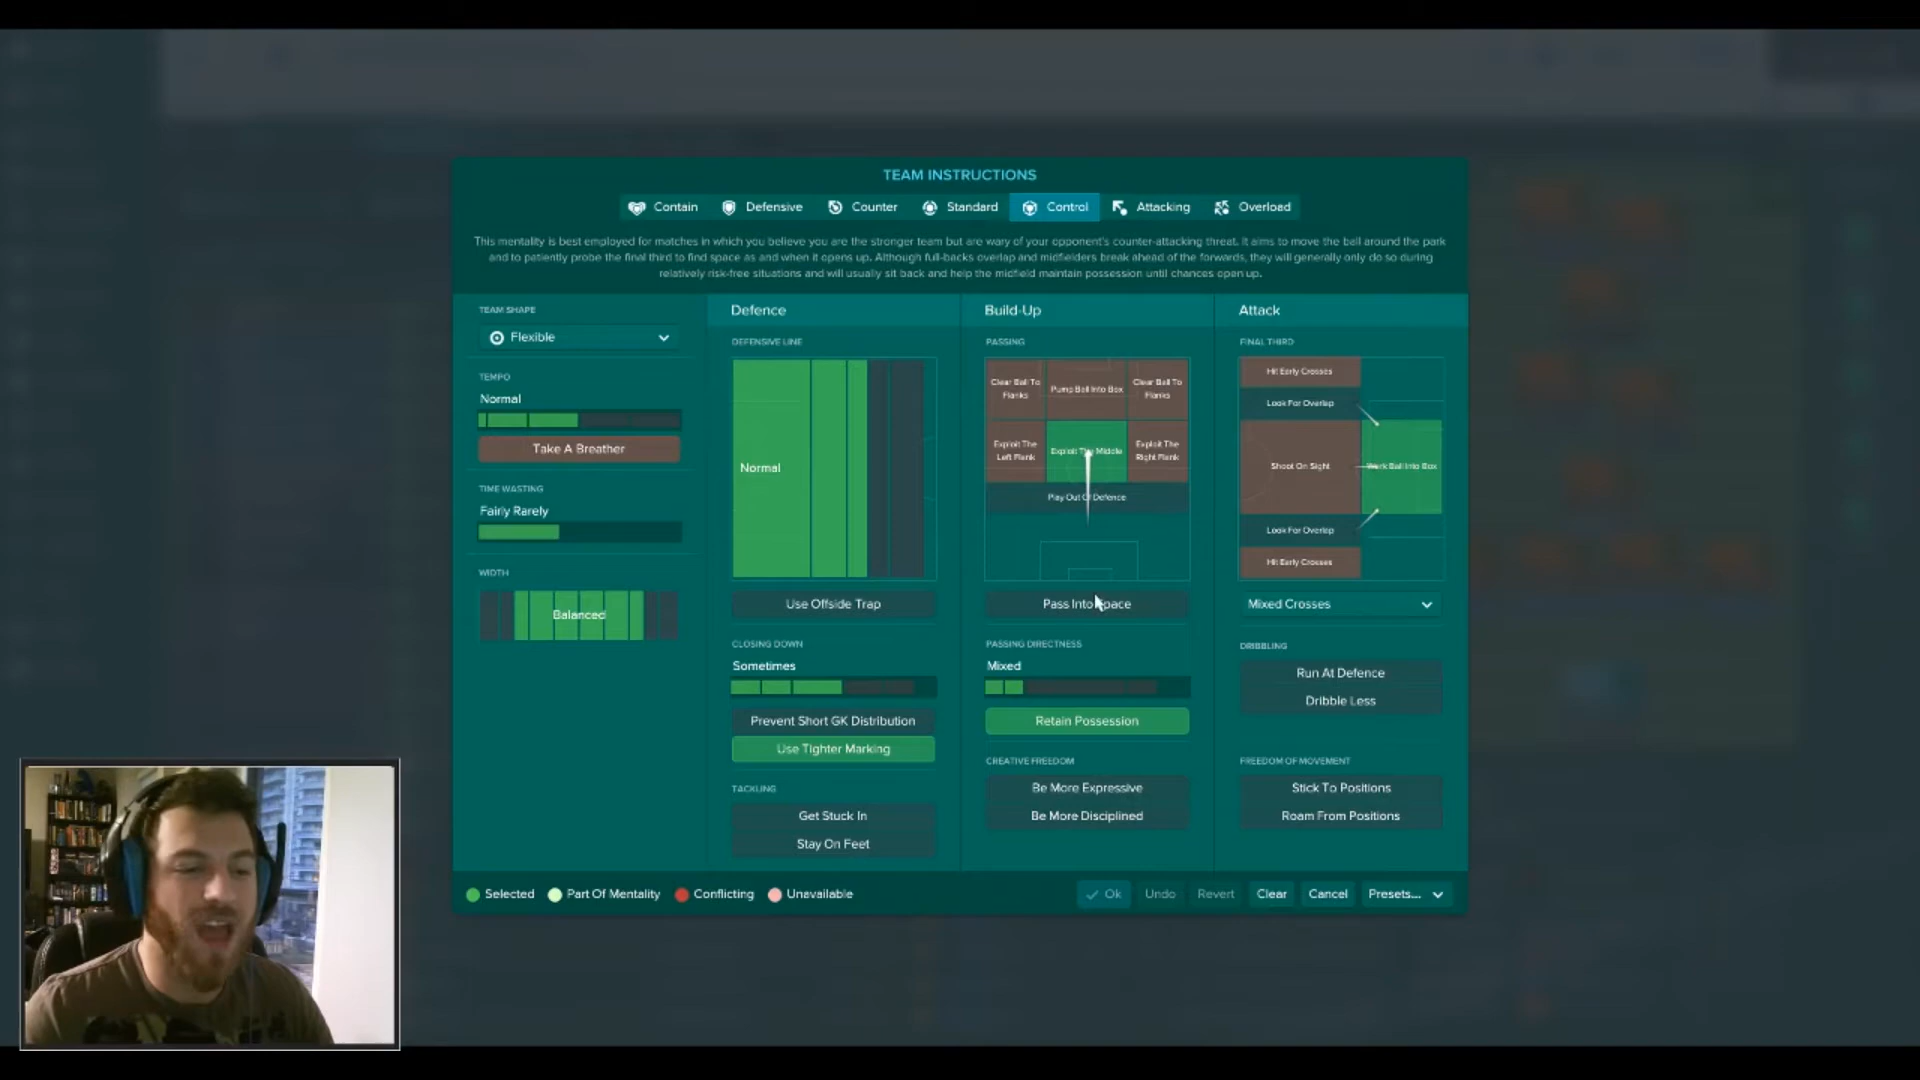 TEAM INSTRUCTIONS
Contain
Defensive
Counter
Standard
Control
Attacking
Overload
This mentality is best employed for matches in which you believe you are the stronger team but are wary of your opponent's counter-attacking threat. It aims to move the ball around the park
and to patiently probe the final third to find space as and when it opens up. Although full-backs overlap and midfielders break ahead of the forwards, they will generally only do so during
relatively risk-free situations and will usually sit back and help the midfield maintain possession until chances open up.
TEAM SHAPE
Flexible
TEMPO
Normal
Take A Breather
TIME WASTING
Fairly Rarely
WIDTH
Balanced
Defence
DEFENSIVE LINE
Normal
Use Offside Trap
CLOSING DOWN
Sometimes
Prevent Short GK Distribution
Use Tighter Marking
TACKLING
Get Stuck In
Stay On Feet
Build-Up
PASSING
Clear Ball To
Flanks
Pump Ball Into Box
Clear Ball To
Flanks
Exploit The
Left Flank
Exploit The Middle
Exploit The
Right Flank
Play Out Of Defence
Pass Into Space
PASSING DIRECTNESS
Mixed
Retain Possession
CREATIVE FREEDOM
Be More Expressive
Be More Disciplined
Attack
FINAL THIRD
Hit Early Crosses
Look For Overlap
Shoot On Sight
Work Ball Into Box
Look For Overlap
Hit Early Crosses
Mixed Crosses
DRIBBLING
Run At Defence
Dribble Less
FREEDOM OF MOVEMENT
Stick To Positions
Roam From Positions
Selected
Part Of Mentality
Conflicting
Unavailable
Ok
Undo
Revert
Clear
Cancel
Presets...